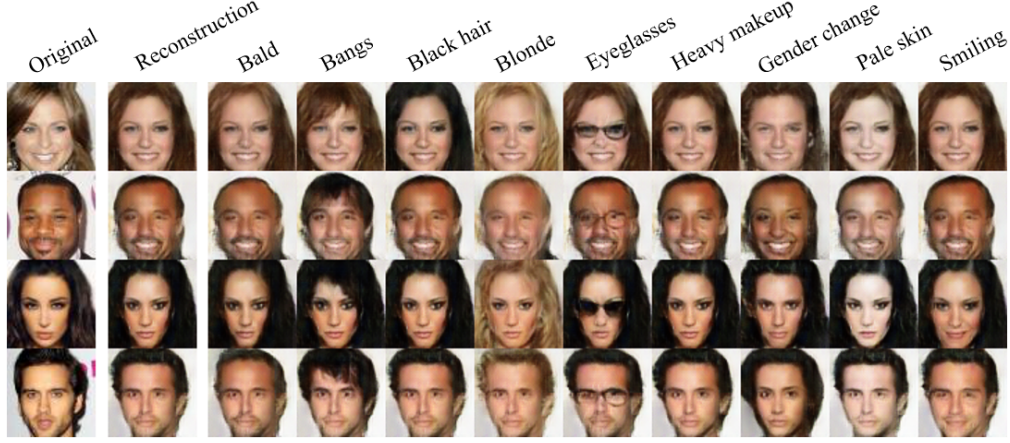 Original
Reconstruction
Bald
Bangs
Black hair
Blonde
Eyeglasses
Heavy makeup
Gender change
Pale skin
Smiling